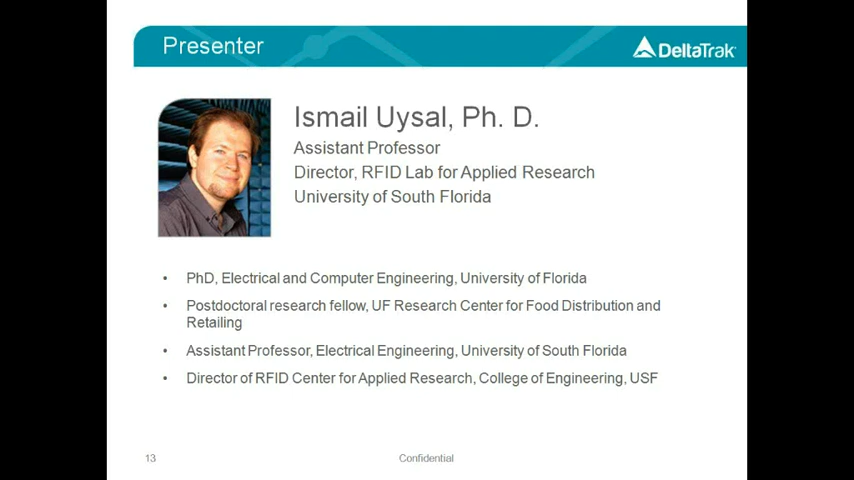 Presenter
DeltaTrak
Ismail Uysal, Ph. D.
Assistant Professor
Director, RFID Lab for Applied Research
University of South Florida
• PhD, Electrical and Computer Engineering, University of Florida
• Postdoctoral research fellow, UF Research Center for Food Distribution and
Retailing
• Assistant Professor, Electrical Engineering, University of South Florida
• Director of RFID Center for Applied Research, College of Engineering, USF
13
Confidential